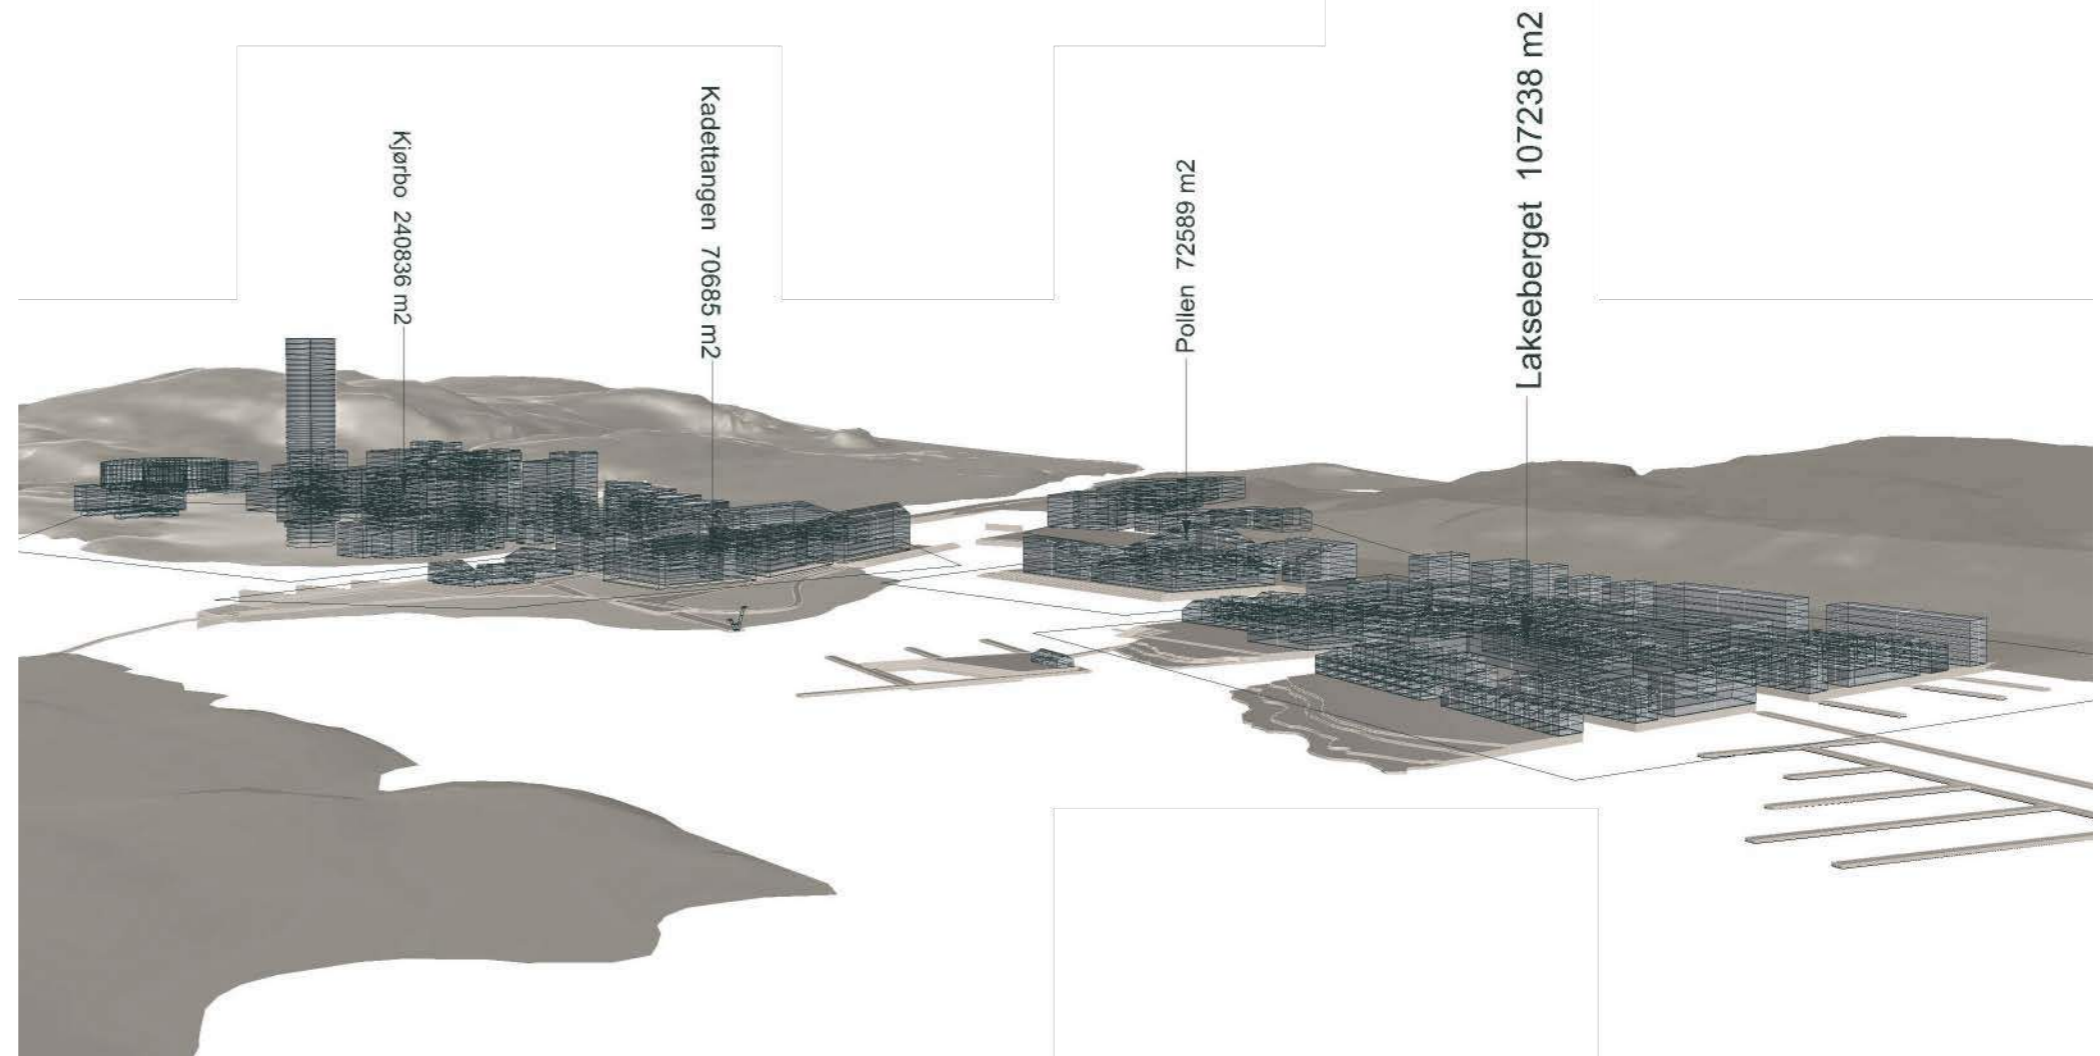 Kjørbo 240836 m2
Kadettangen 70685 m2
Pollen 72589 m2
Lakseberget 107238 m2